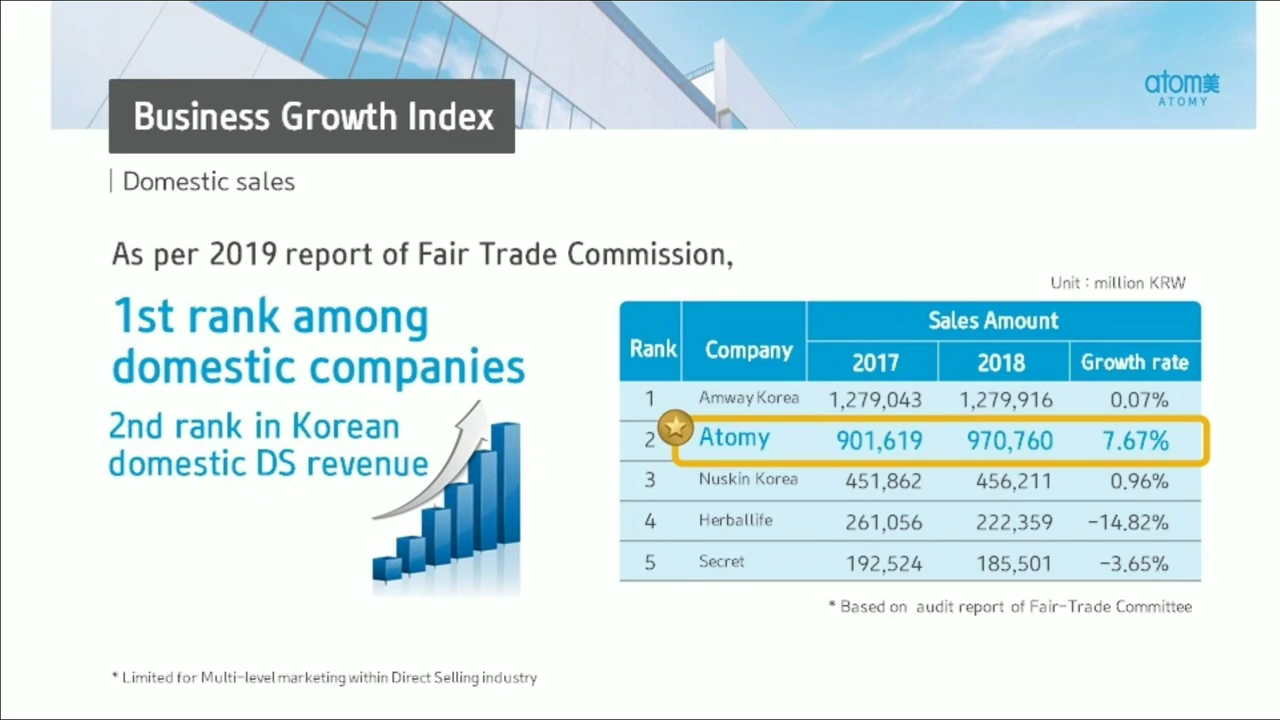 atom美
ATOMY
Business Growth Index
Domestic sales
As per 2019 report of Fair Trade Commission,
1st rank among
domestic companies
2nd rank in Korean
domestic DS revenue
Unit : million KRW
Rank Company Sales Amount
2017 2018 Growth rate
1 Amway Korea 1,279,043 1,279,916 0.07%
2 Atomy 901,619 970,760 7.67%
3 Nuskin Korea 451,862 456,211 0.96%
4 Herballife 261,056 222,359 -14.82%
5 Secret 192,524 185,501 -3.65%
* Based on audit report of Fair-Trade Committee
* Limited for Multi-level marketing within Direct Selling industry